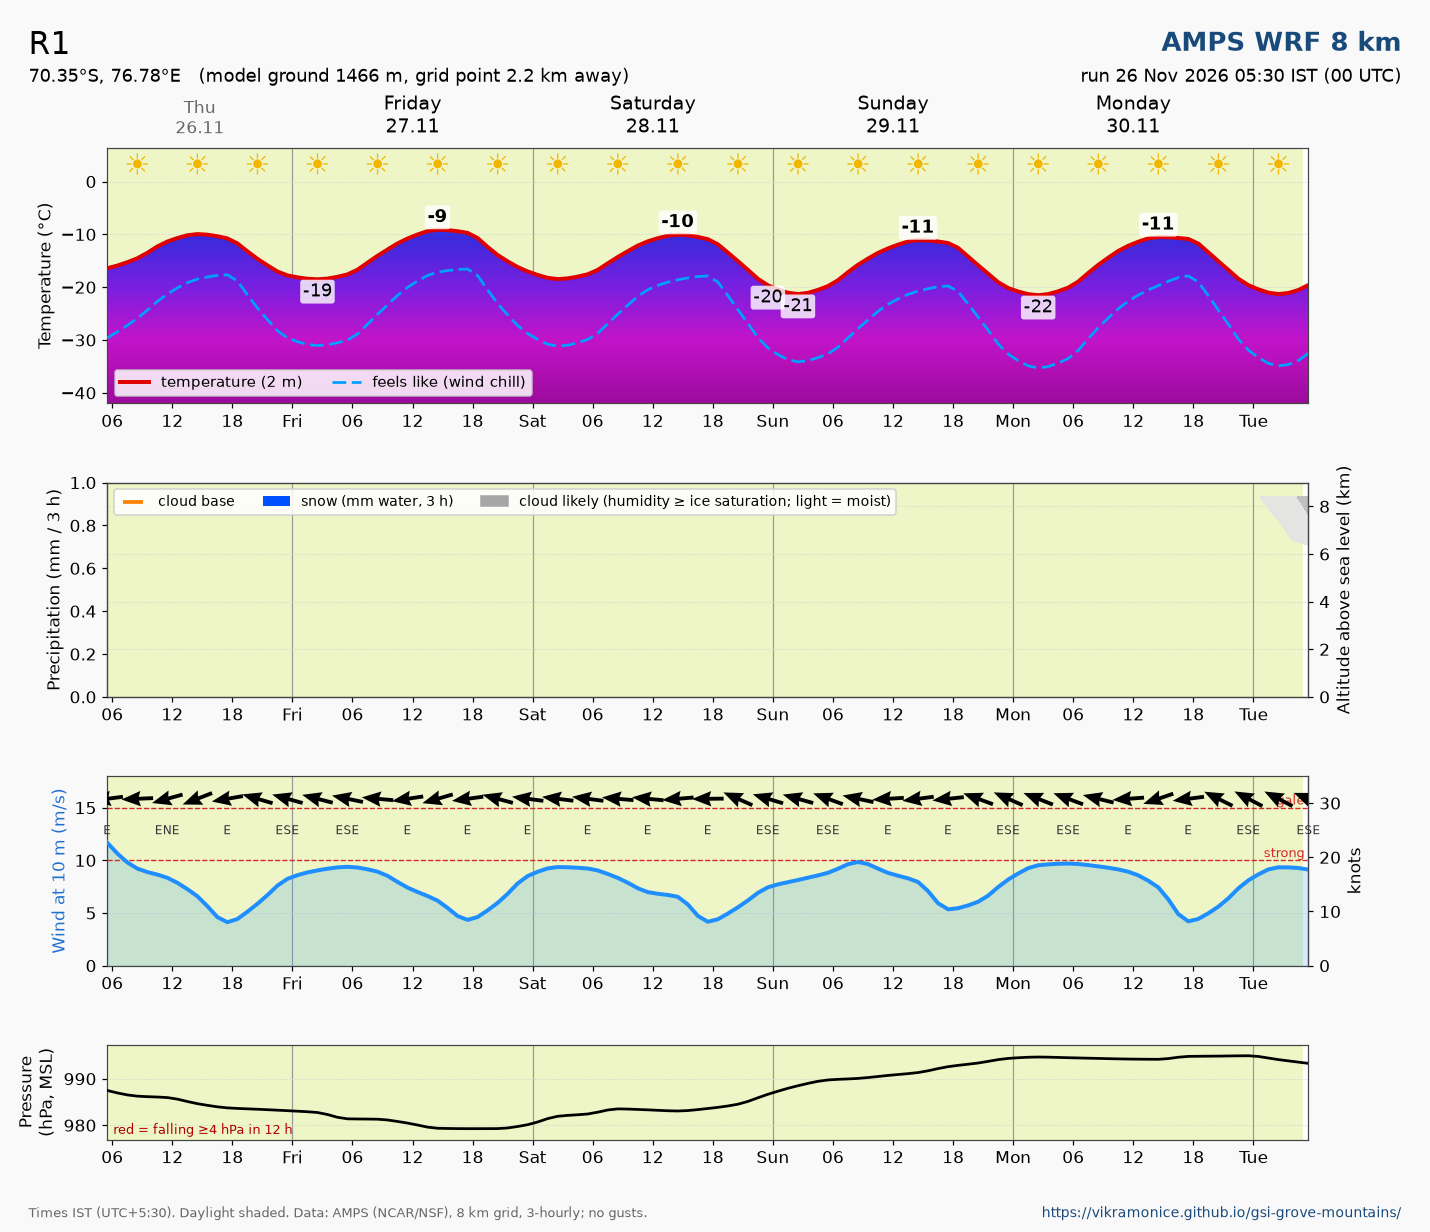 R1
AMPS WRF 8 km
70.35°S, 76.78°E (model ground 1466 m, grid point 2.2 km away)
run 26 Nov 2026 05:30 IST (00 UTC)
Thu
26.11
Friday
27.11
Saturday
28.11
Sunday
29.11
Monday
30.11
Temperature (°C)
0
−10
−20
−30
−40
-9
-10
-11
-11
-19
-20
-21
-22
temperature (2 m)
feels like (wind chill)
06 12 18 Fri 06 12 18 Sat 06 12 18 Sun 06 12 18 Mon 06 12 18 Tue
Precipitation (mm / 3 h)
1.0
0.8
0.6
0.4
0.2
0.0
cloud base
snow (mm water, 3 h)
cloud likely (humidity ≥ ice saturation; light = moist)
8
6
4
2
0
Altitude above sea level (km)
06 12 18 Fri 06 12 18 Sat 06 12 18 Sun 06 12 18 Mon 06 12 18 Tue
Wind at 10 m (m/s)
15
10
5
0
gale
E ENE E ESE ESE E E E E E E ESE ESE E E ESE ESE E E ESE ESE
strong
30
20
10
0
knots
06 12 18 Fri 06 12 18 Sat 06 12 18 Sun 06 12 18 Mon 06 12 18 Tue
Pressure
(hPa, MSL)
990
980
red = falling ≥4 hPa in 12 h
06 12 18 Fri 06 12 18 Sat 06 12 18 Sun 06 12 18 Mon 06 12 18 Tue
Times IST (UTC+5:30). Daylight shaded. Data: AMPS (NCAR/NSF), 8 km grid, 3-hourly; no gusts.
https://vikramonice.github.io/gsi-grove-mountains/